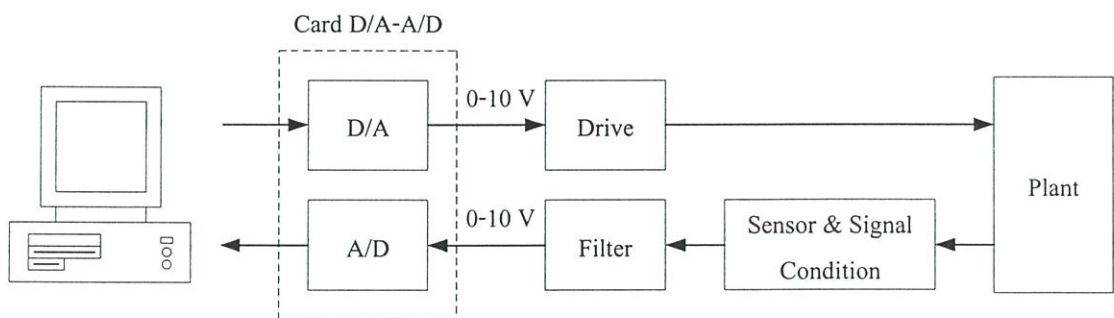 Card D/A-A/D
0-10 V
D/A
Drive
Plant
0-10 V
A/D
Filter
Sensor & Signal
Condition